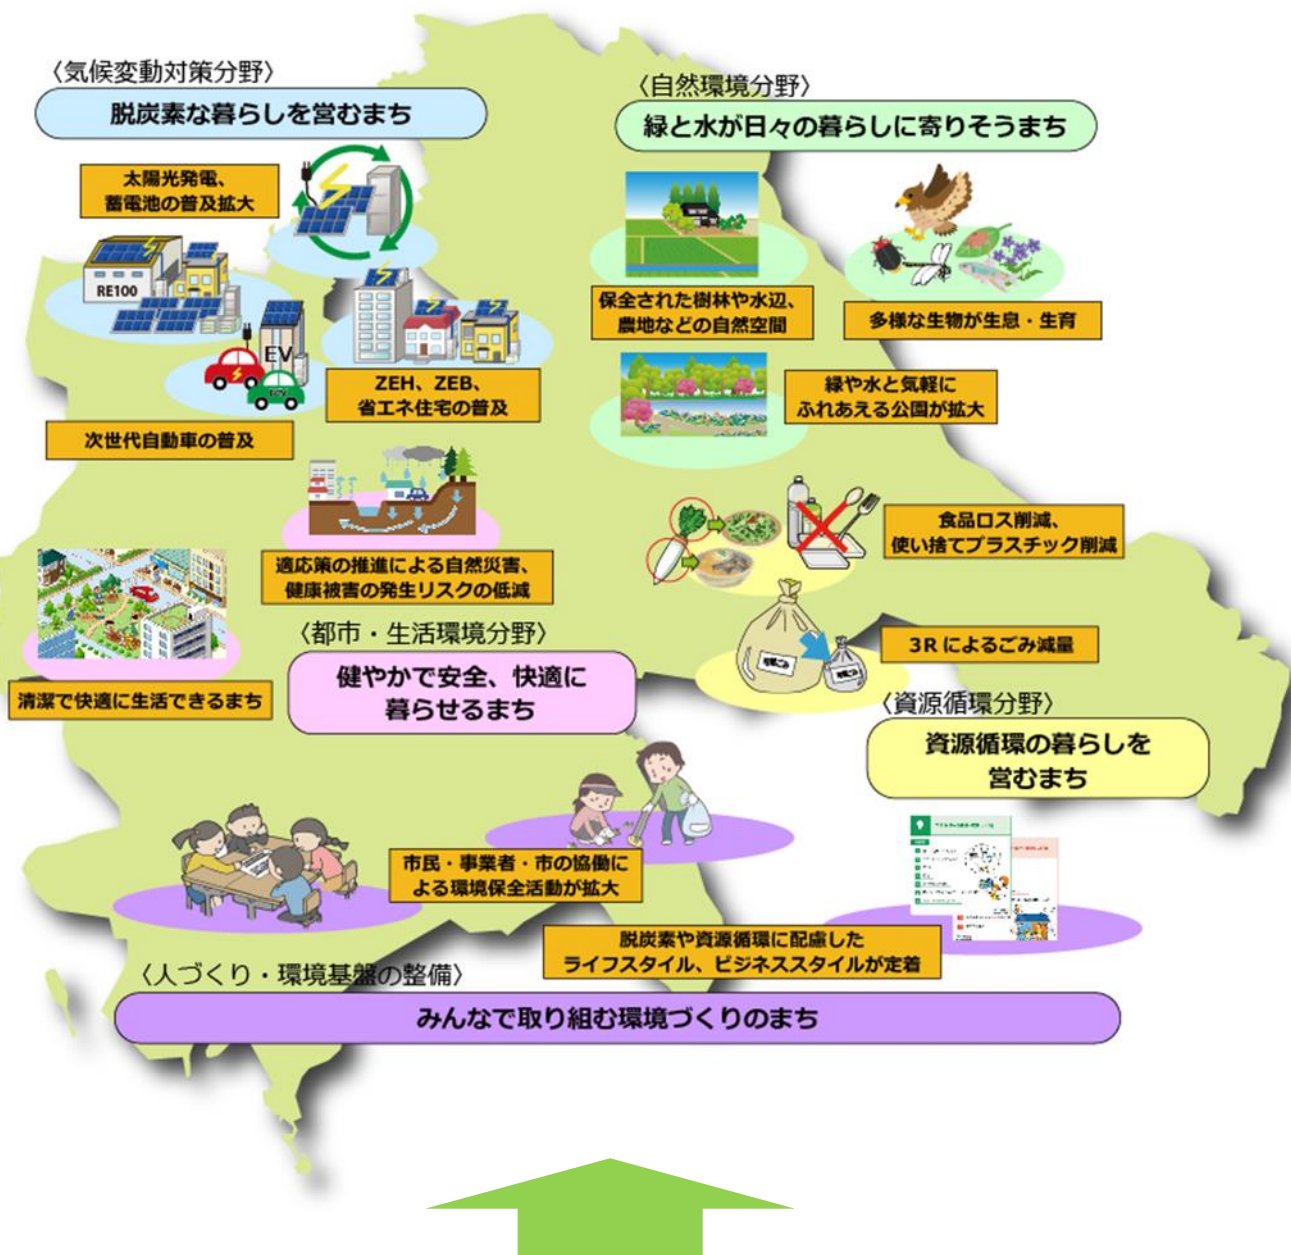 〈気候変動対策分野〉
脱炭素な暮らしを営むまち
太陽光発電、
蓄電池の普及拡大
RE100
EV
ZEH、ZEB、
省エネ住宅の普及
次世代自動車の普及
〈自然環境分野〉
緑と水が日々の暮らしに寄りそうまち
保全された樹林や水辺、
農地などの自然空間
多様な生物が生息・生育
緑や水と気軽に
ふれあえる公園が拡大
適応策の推進による自然災害、
健康被害の発生リスクの低減
〈都市・生活環境分野〉
健やかで安全、快適に
暮らせるまち
清潔で快適に生活できるまち
食品ロス削減、
使い捨てプラスチック削減
3R によるごみ減量
〈資源循環分野〉
資源循環の暮らしを
営むまち
市民・事業者・市の協働に
よる環境保全活動が拡大
脱炭素や資源循環に配慮した
ライフスタイル、ビジネススタイルが定着
〈人づくり・環境基盤の整備〉
みんなで取り組む環境づくりのまち